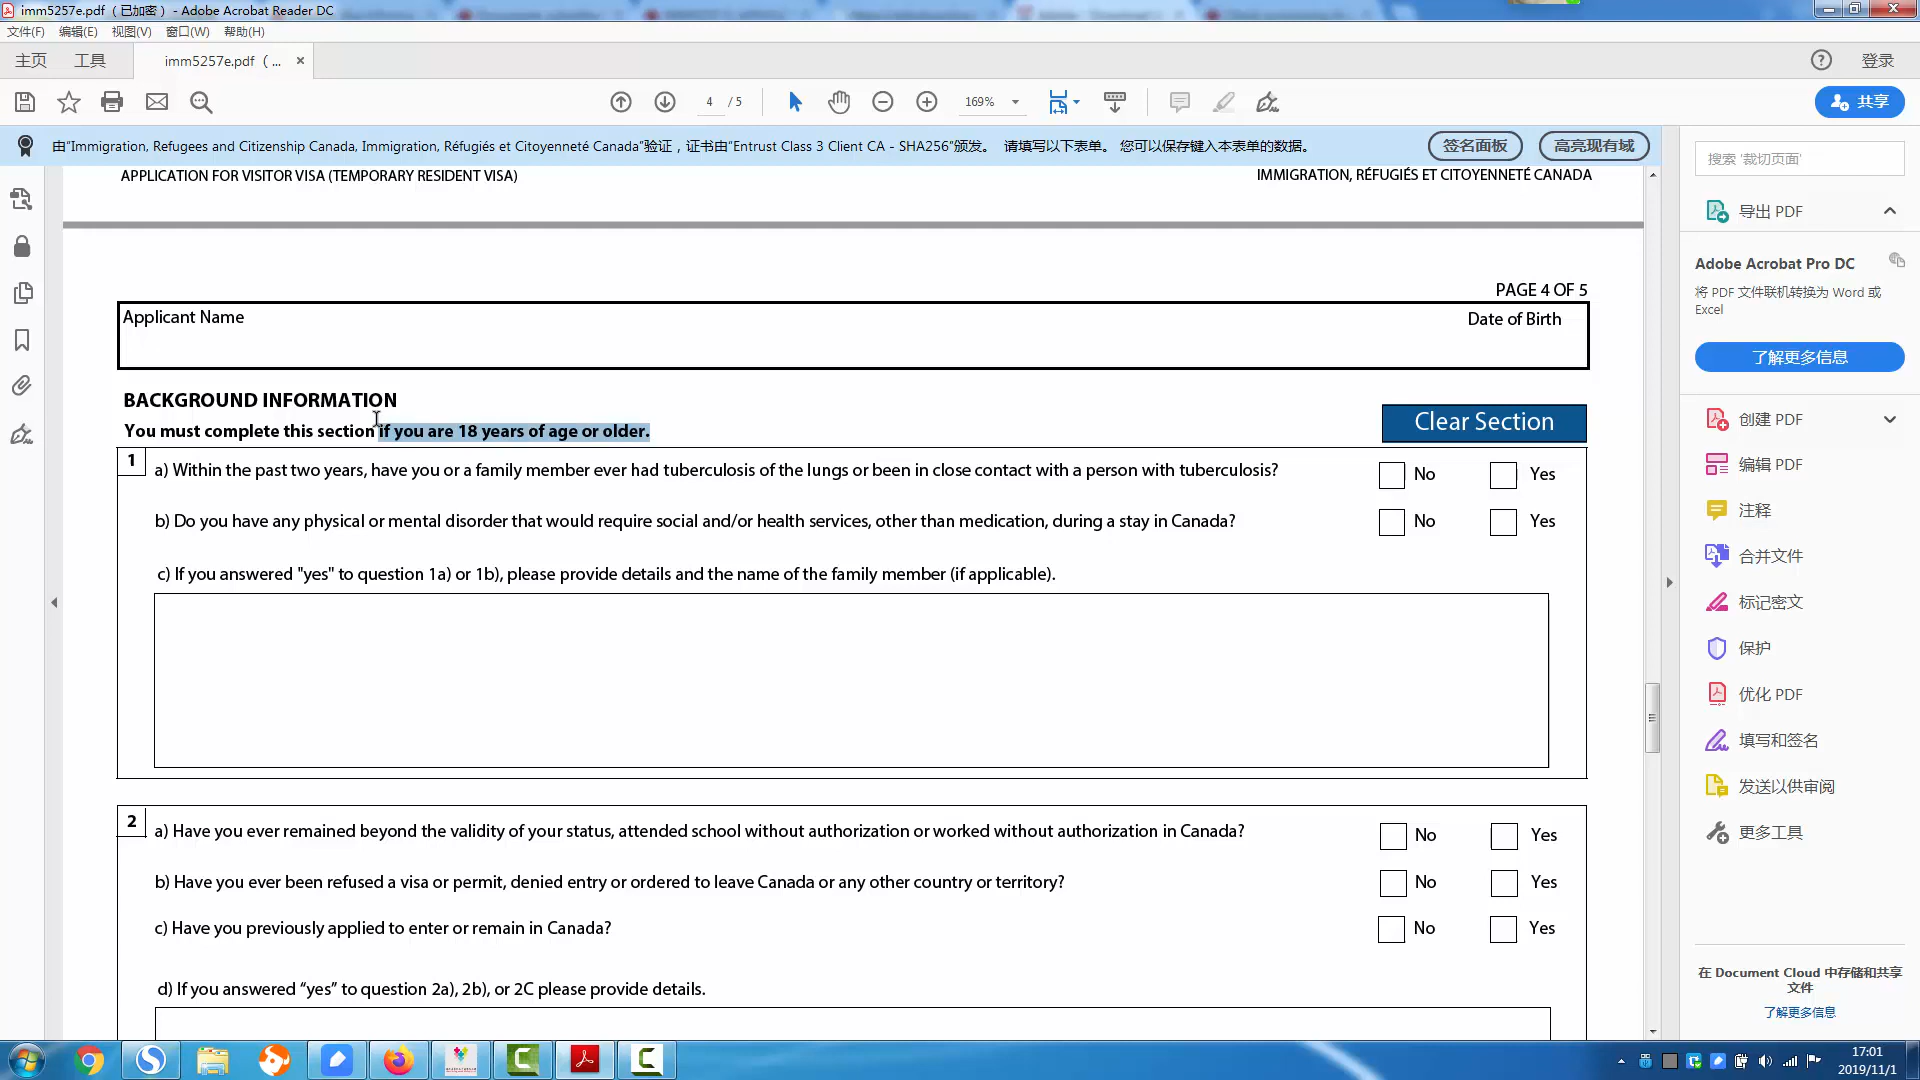 imm5257e.pdf （已加密） - Adobe Acrobat Reader DC
文件(F) 编辑(E) 视图(V) 窗口(W) 帮助(H)
主页 工具 imm5257e.pdf （ ... × 登录
4 / 5 169% 共享
由“Immigration, Refugees and Citizenship Canada, Immigration, Réfugiés et Citoyenneté Canada”验证，证书由“Entrust Class 3 Client CA - SHA256”颁发。 请填写以下表单。 您可以保存键入本表单的数据。 签名面板 高亮现有域
APPLICATION FOR VISITOR VISA (TEMPORARY RESIDENT VISA) IMMIGRATION, RÉFUGIÉS ET CITOYENNETÉ CANADA
PAGE 4 OF 5
Applicant Name Date of Birth
BACKGROUND INFORMATION
You must complete this section if you are 18 years of age or older. Clear Section
1 a) Within the past two years, have you or a family member ever had tuberculosis of the lungs or been in close contact with a person with tuberculosis? No Yes
b) Do you have any physical or mental disorder that would require social and/or health services, other than medication, during a stay in Canada? No Yes
c) If you answered "yes" to question 1a) or 1b), please provide details and the name of the family member (if applicable).
2 a) Have you ever remained beyond the validity of your status, attended school without authorization or worked without authorization in Canada? No Yes
b) Have you ever been refused a visa or permit, denied entry or ordered to leave Canada or any other country or territory? No Yes
c) Have you previously applied to enter or remain in Canada? No Yes
d) If you answered “yes” to question 2a), 2b), or 2C please provide details.
搜索 '裁切页面'
导出 PDF
Adobe Acrobat Pro DC
将 PDF 文件联机转换为 Word 或
Excel
了解更多信息
创建 PDF
编辑 PDF
注释
合并文件
标记密文
保护
优化 PDF
填写和签名
发送以供审阅
更多工具
在 Document Cloud 中存储和共享
文件
了解更多信息
17:01
2019/11/1